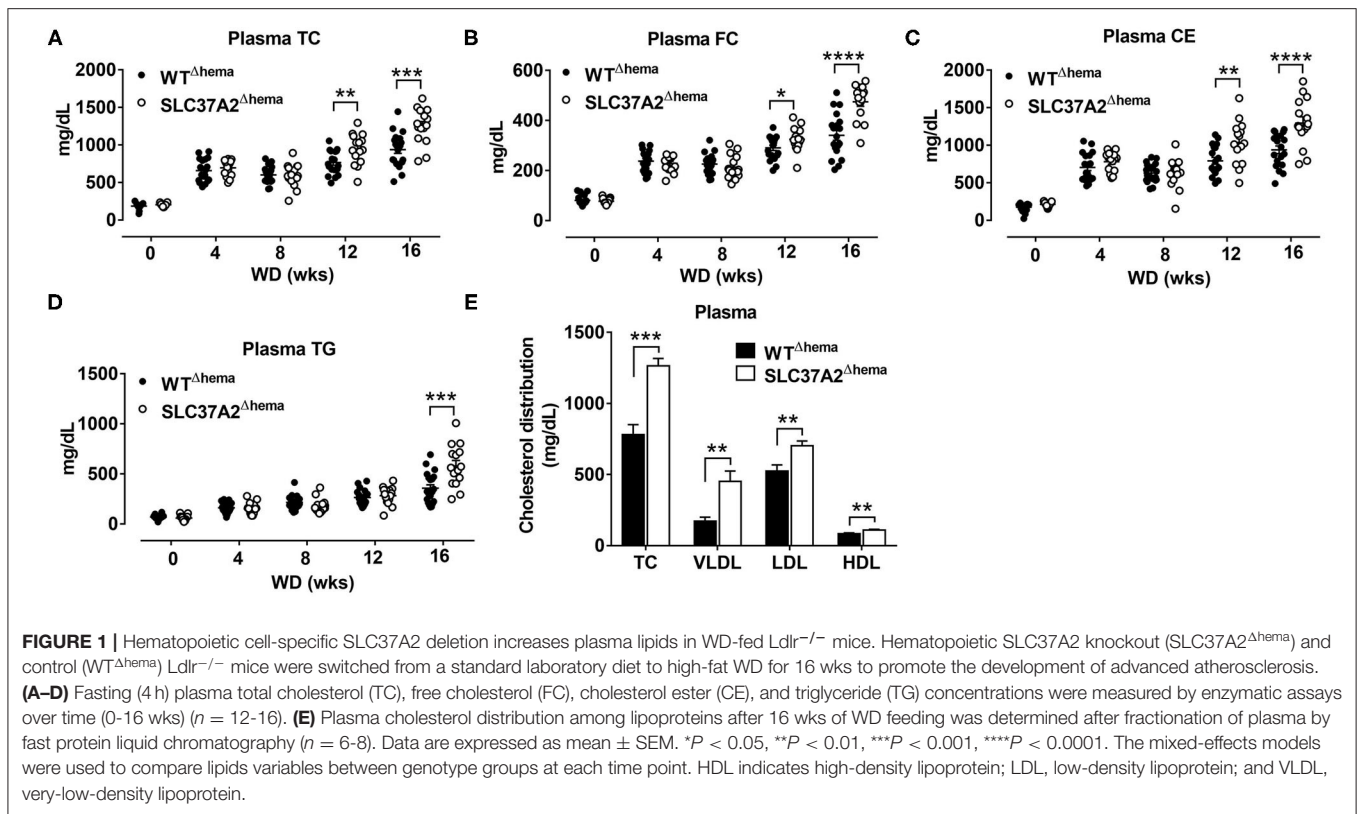 A
Plasma TC
WT^Δhema
SLC37A2^Δhema
mg/dL
2000
1500
1000
500
0
**
***
0 4 8 12 16
WD (wks)
B
Plasma FC
WT^Δhema
SLC37A2^Δhema
mg/dL
600
400
200
0
*
****
0 4 8 12 16
WD (wks)
C
Plasma CE
WT^Δhema
SLC37A2^Δhema
mg/dL
2000
1500
1000
500
0
**
****
0 4 8 12 16
WD (wks)
D
Plasma TG
WT^Δhema
SLC37A2^Δhema
mg/dL
1500
1000
500
0
***
0 4 8 12 16
WD (wks)
E
Plasma
WT^Δhema
SLC37A2^Δhema
Cholesterol distribution
(mg/dL)
1500
1000
500
0
***
**
**
**
TC VLDL LDL HDL
FIGURE 1 | Hematopoietic cell-specific SLC37A2 deletion increases plasma lipids in WD-fed Ldlr−/− mice. Hematopoietic SLC37A2 knockout (SLC37A2^Δhema) and
control (WT^Δhema) Ldlr−/− mice were switched from a standard laboratory diet to high-fat WD for 16 wks to promote the development of advanced atherosclerosis.
(A–D) Fasting (4 h) plasma total cholesterol (TC), free cholesterol (FC), cholesterol ester (CE), and triglyceride (TG) concentrations were measured by enzymatic assays
over time (0-16 wks) (n = 12-16). (E) Plasma cholesterol distribution among lipoproteins after 16 wks of WD feeding was determined after fractionation of plasma by
fast protein liquid chromatography (n = 6-8). Data are expressed as mean ± SEM. *P < 0.05, **P < 0.01, ***P < 0.001, ****P < 0.0001. The mixed-effects models
were used to compare lipids variables between genotype groups at each time point. HDL indicates high-density lipoprotein; LDL, low-density lipoprotein; and VLDL,
very-low-density lipoprotein.